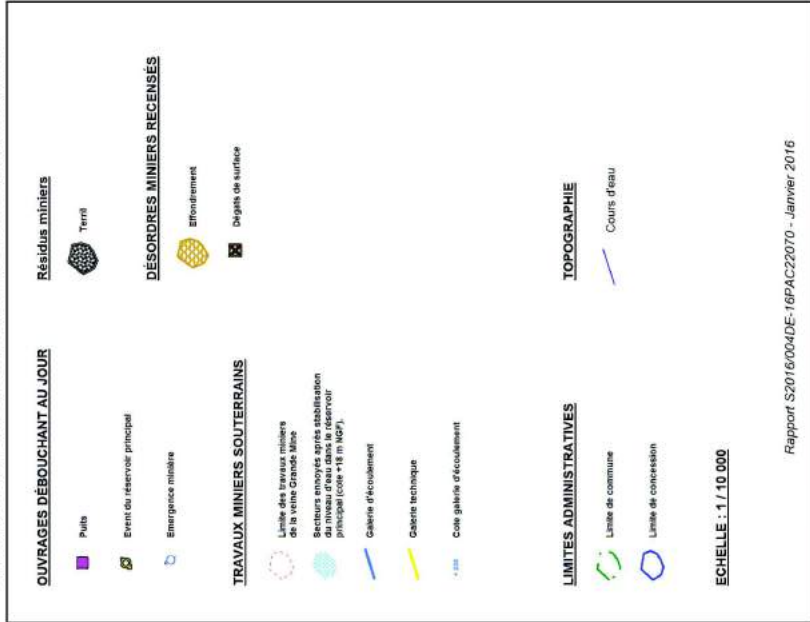 OUVRAGES DÉBOUCHANT AU JOUR
Puits
Event du réservoir principal
Emergence minière
TRAVAUX MINIERS SOUTERRAINS
Limite des travaux miniers
de la veine Grande Mine
Secteurs ennoyés après stabilisation
du niveau d'eau dans le réservoir
principal (cote +18 m NGF).
Galerie d'écoulement
Galerie technique
Cote galerie d'écoulement
LIMITES ADMINISTRATIVES
Limite de commune
Limite de concession
ECHELLE : 1 / 10 000
Résidus miniers
Terril
DÉSORDRES MINIERS RECENSÉS
Effondrement
Dégats de surface
TOPOGRAPHIE
Cours d'eau
Rapport S2016/004DE-16PAC22070 - Janvier 2016